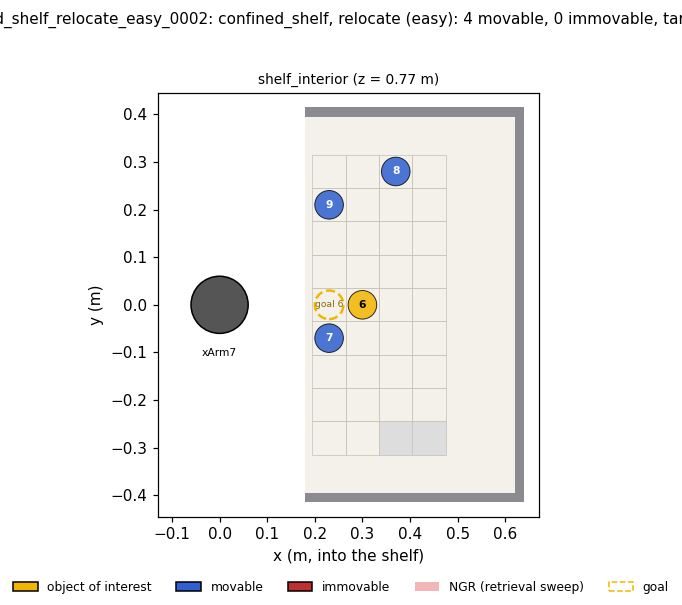 d_shelf_relocate_easy_0002: confined_shelf, relocate (easy): 4 movable, 0 immovable, tar
shelf_interior (z = 0.77 m)
0.4
0.3
0.2
0.1
0.0
−0.1
−0.2
−0.3
−0.4
y (m)
8
9
goal 6
6
7
xArm7
−0.1
0.0
0.1
0.2
0.3
0.4
0.5
0.6
x (m, into the shelf)
object of interest
movable
immovable
NGR (retrieval sweep)
goal